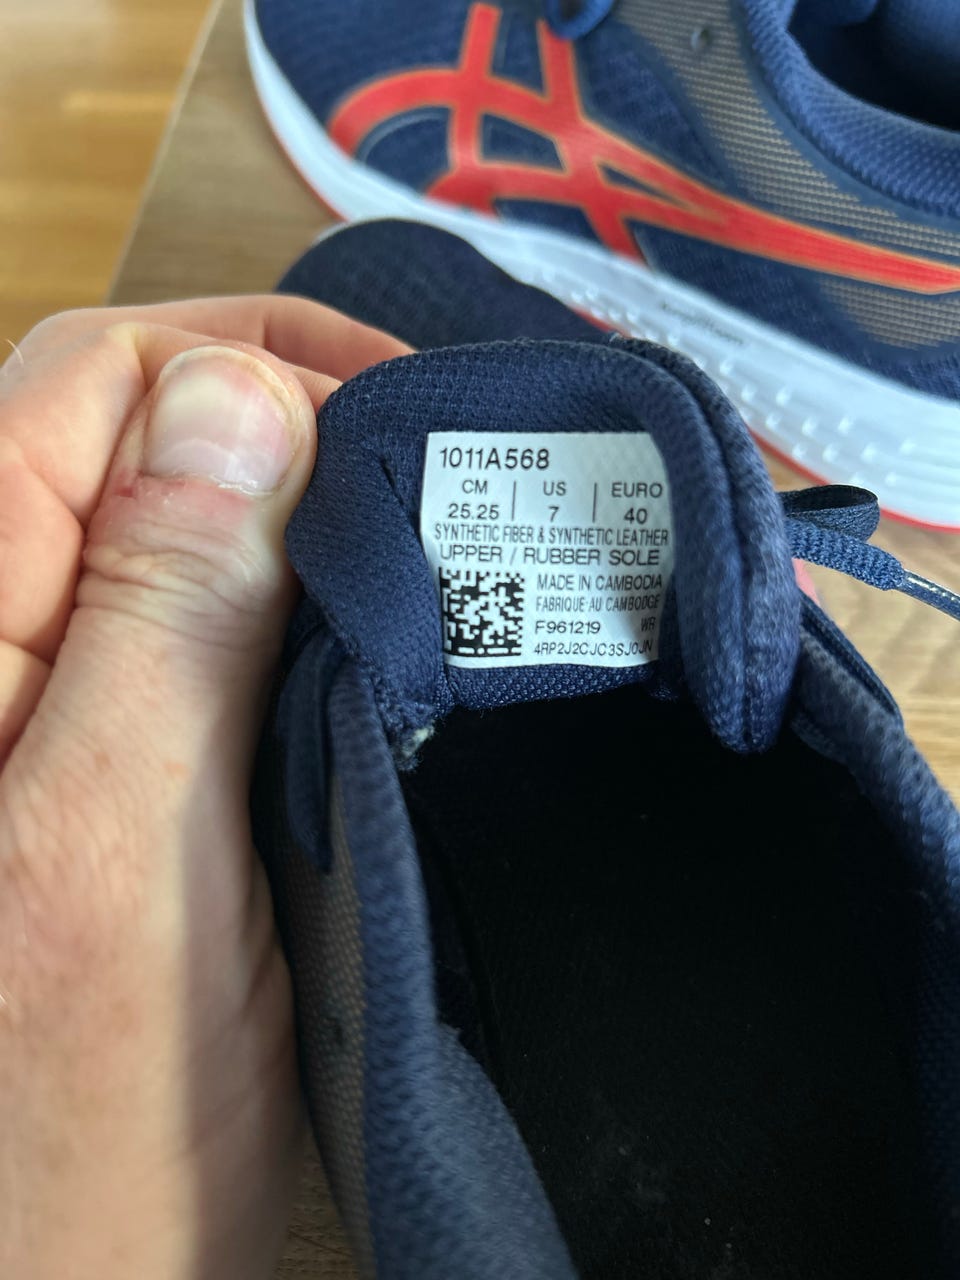 1011A568
CM | US | EURO
25.25 | 7 | 40
SYNTHETIC FIBER & SYNTHETIC LEATHER
UPPER / RUBBER SOLE
MADE IN CAMBODIA
FABRIQUE AU CAMBODGE
F961219 WR
4RP2J2CJC3SJ0JN